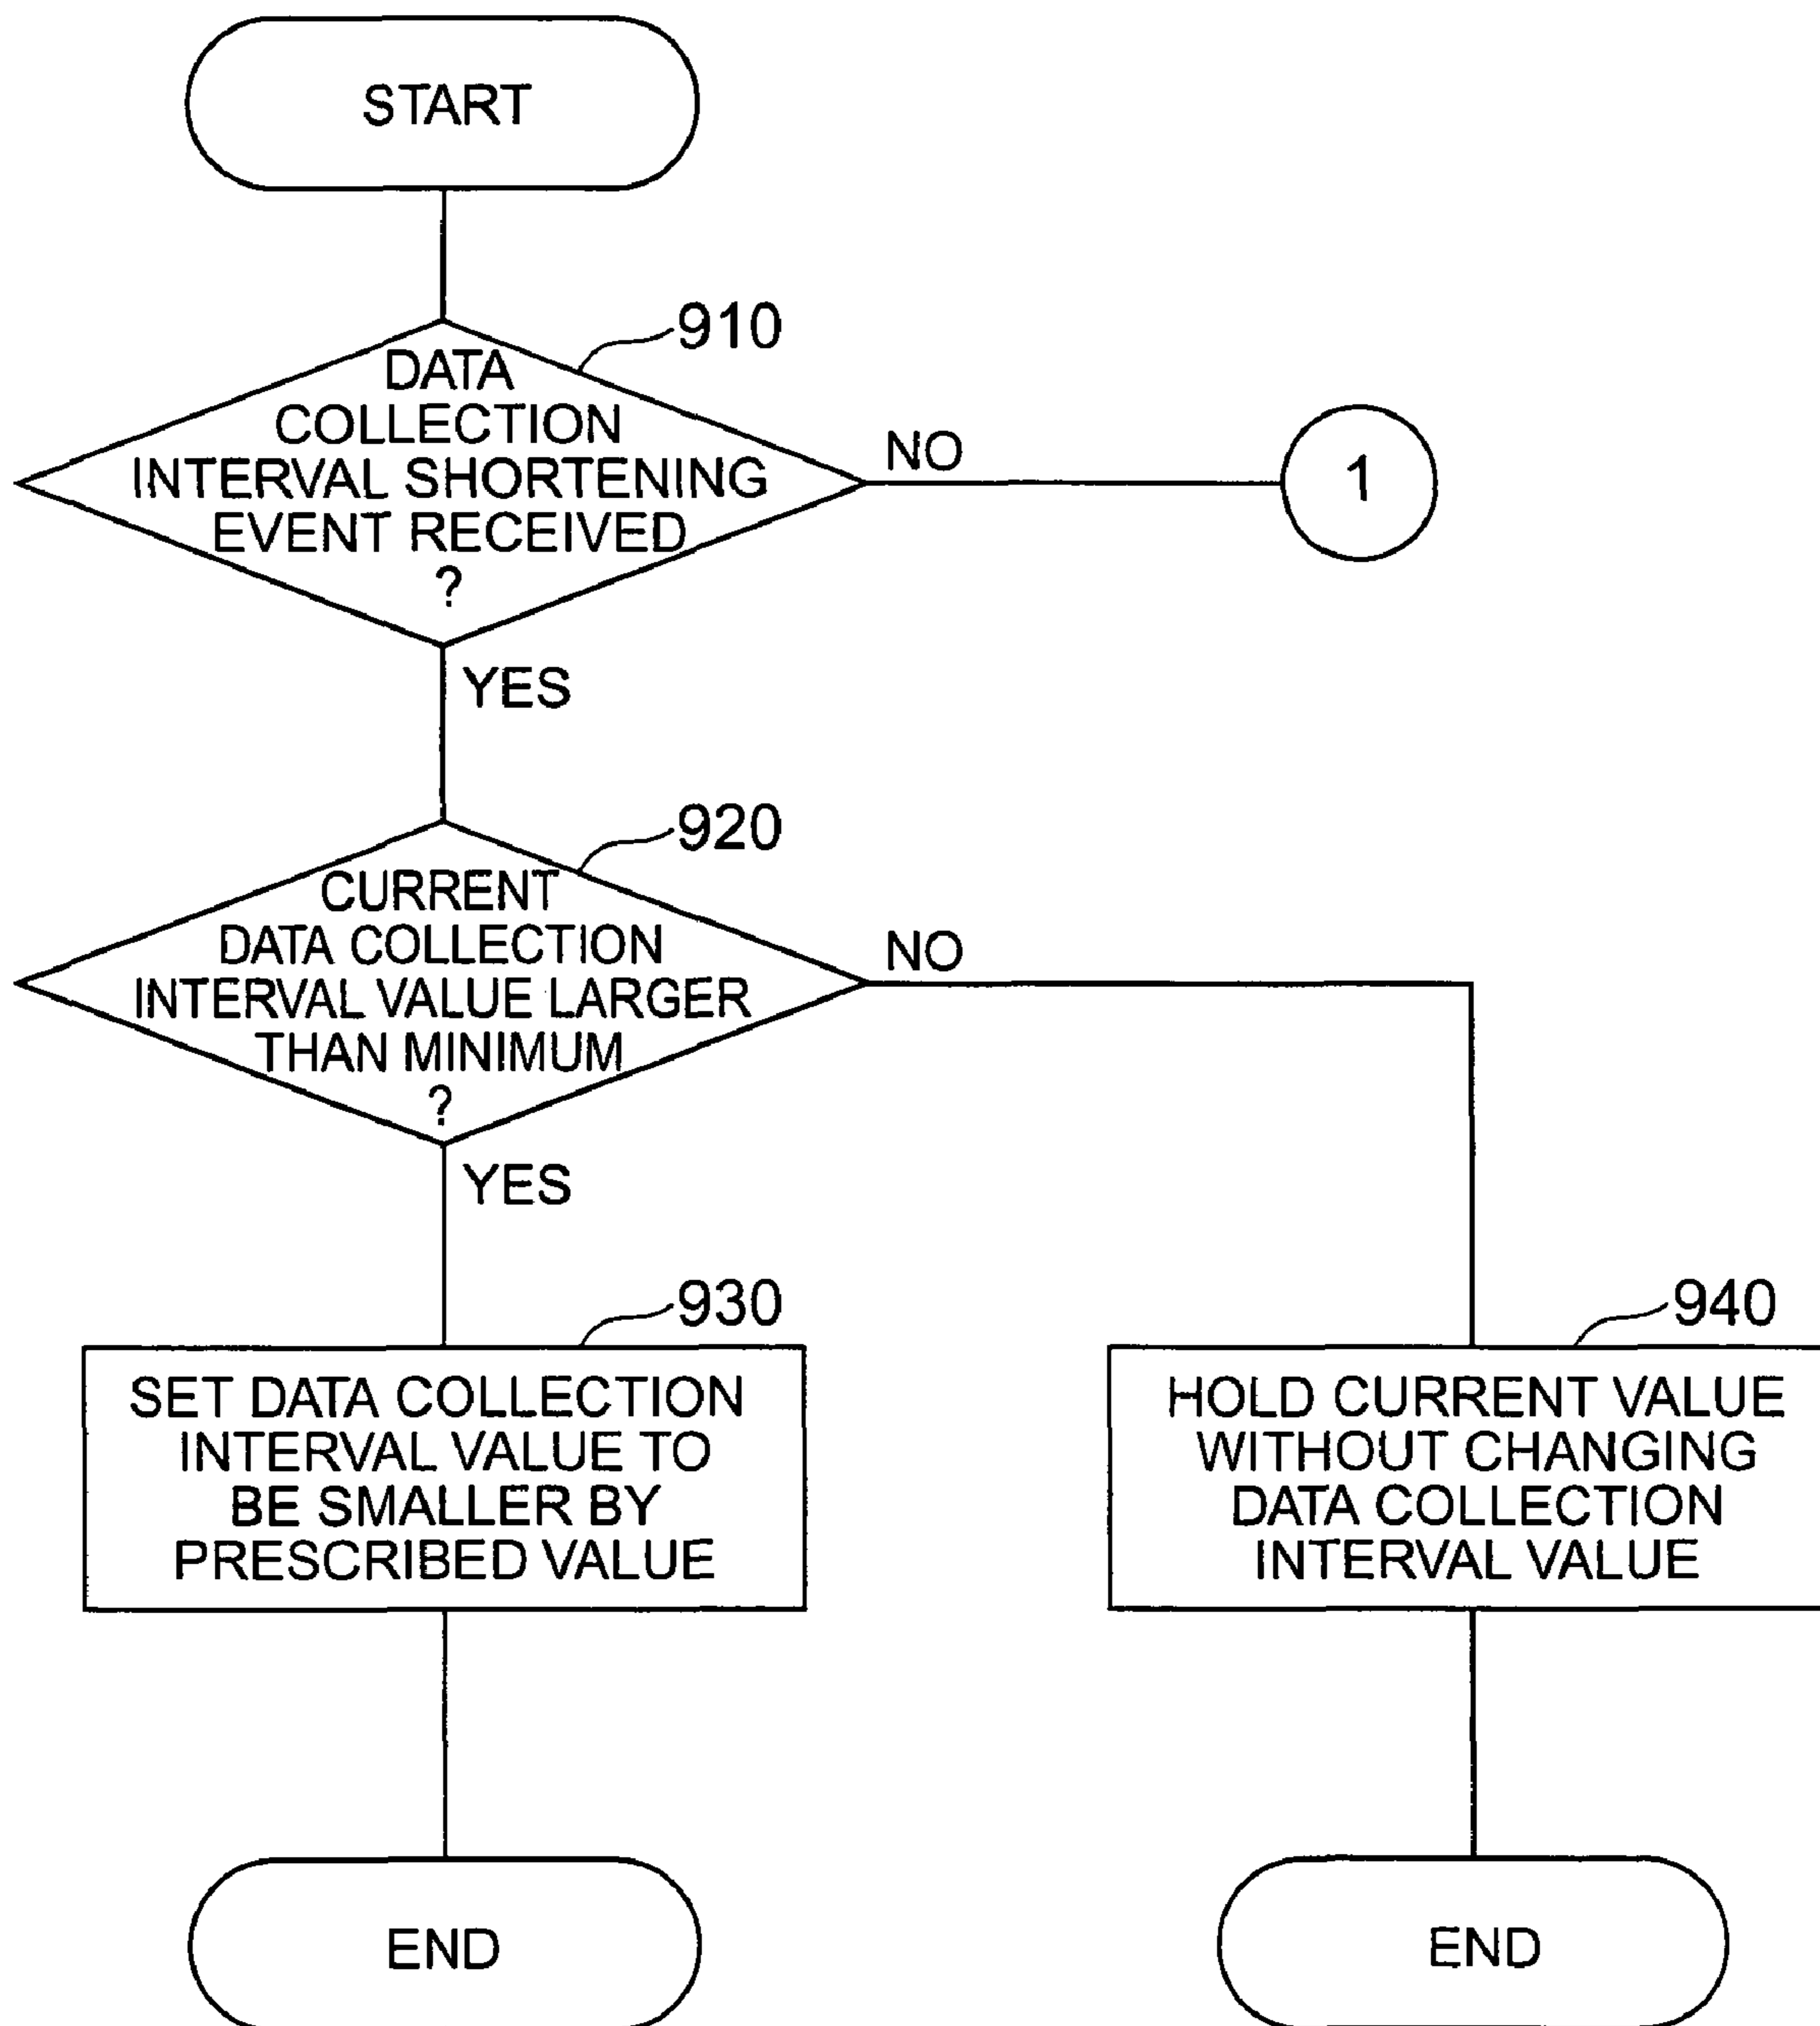 START
910
DATA
COLLECTION
INTERVAL SHORTENING
EVENT RECEIVED
?
NO
1
YES
920
CURRENT
DATA COLLECTION
INTERVAL VALUE LARGER
THAN MINIMUM
?
NO
YES
930
SET DATA COLLECTION
INTERVAL VALUE TO
BE SMALLER BY
PRESCRIBED VALUE
940
HOLD CURRENT VALUE
WITHOUT CHANGING
DATA COLLECTION
INTERVAL VALUE
END
END